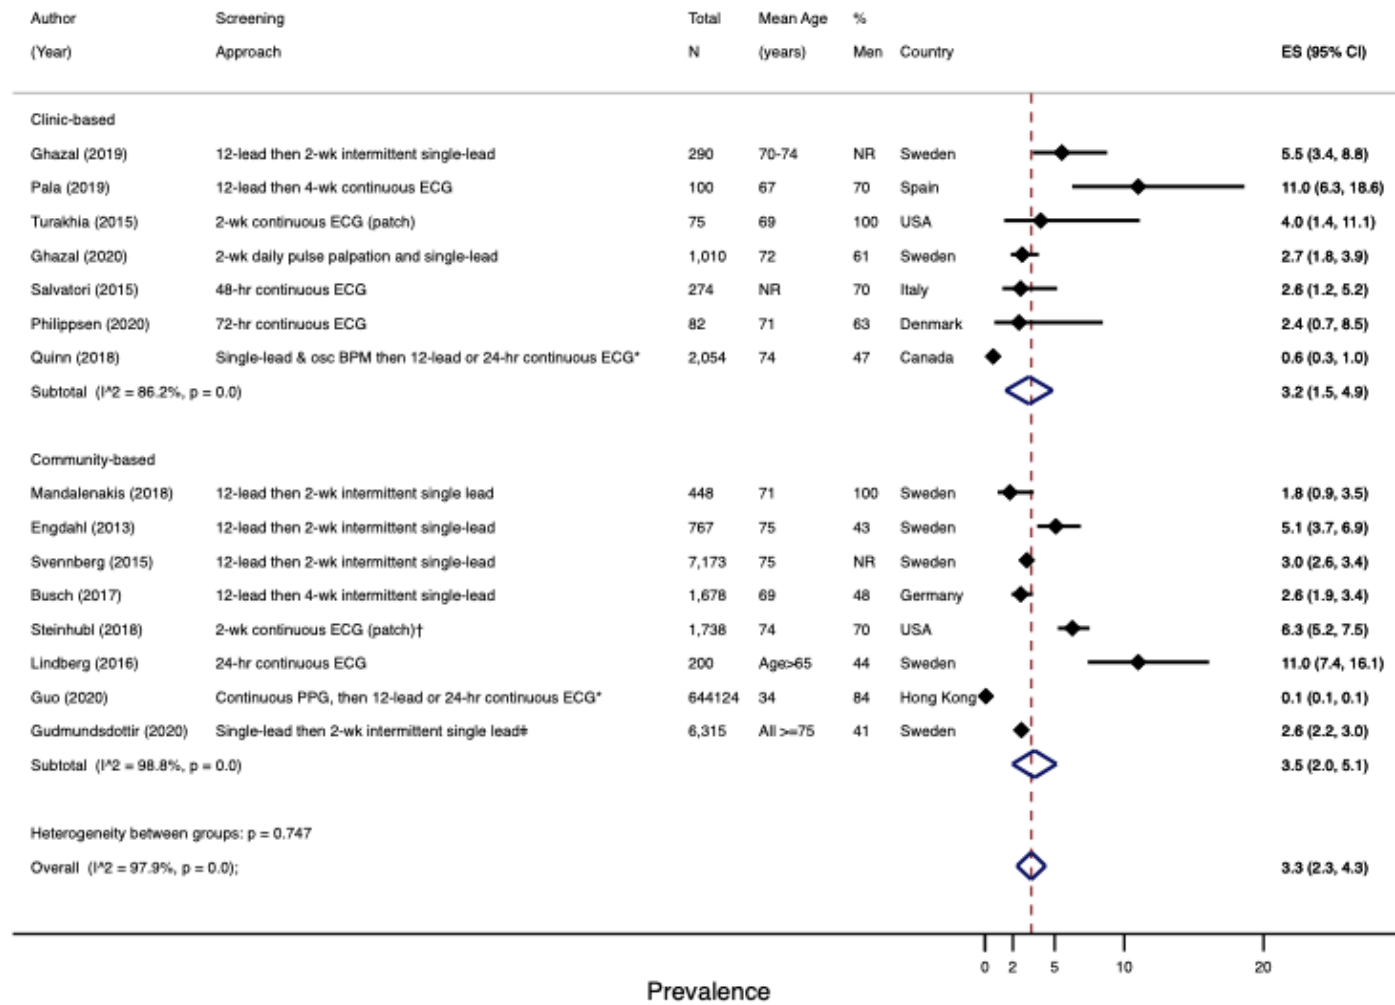 Author Screening Total Mean Age %
(Year) Approach N (years) Men Country ES (95% CI)
Clinic-based
Ghazal (2019) 12-lead then 2-wk intermittent single-lead 290 70-74 NR Sweden 5.5 (3.4, 8.8)
Pala (2019) 12-lead then 4-wk continuous ECG 100 67 70 Spain 11.0 (6.3, 18.6)
Turakhia (2015) 2-wk continuous ECG (patch) 75 69 100 USA 4.0 (1.4, 11.1)
Ghazal (2020) 2-wk daily pulse palpation and single-lead 1,010 72 61 Sweden 2.7 (1.8, 3.9)
Salvatori (2015) 48-hr continuous ECG 274 NR 70 Italy 2.6 (1.2, 5.2)
Philippsen (2020) 72-hr continuous ECG 82 71 63 Denmark 2.4 (0.7, 8.5)
Quinn (2018) Single-lead & osc BPM then 12-lead or 24-hr continuous ECG* 2,054 74 47 Canada 0.6 (0.3, 1.0)
Subtotal (I^2 = 86.2%, p = 0.0) 3.2 (1.5, 4.9)
Community-based
Mandalenakis (2018) 12-lead then 2-wk intermittent single lead 448 71 100 Sweden 1.8 (0.9, 3.5)
Engdahl (2013) 12-lead then 2-wk intermittent single-lead 767 75 43 Sweden 5.1 (3.7, 6.9)
Svennberg (2015) 12-lead then 2-wk intermittent single-lead 7,173 75 NR Sweden 3.0 (2.6, 3.4)
Busch (2017) 12-lead then 4-wk intermittent single-lead 1,678 69 48 Germany 2.6 (1.9, 3.4)
Steinhubl (2018) 2-wk continuous ECG (patch)† 1,738 74 70 USA 6.3 (5.2, 7.5)
Lindberg (2016) 24-hr continuous ECG 200 Age>65 44 Sweden 11.0 (7.4, 16.1)
Guo (2020) Continuous PPG, then 12-lead or 24-hr continuous ECG* 644124 34 84 Hong Kong 0.1 (0.1, 0.1)
Gudmundsdottir (2020) Single-lead then 2-wk intermittent single lead‡ 6,315 All >=75 41 Sweden 2.6 (2.2, 3.0)
Subtotal (I^2 = 98.8%, p = 0.0) 3.5 (2.0, 5.1)
Heterogeneity between groups: p = 0.747
Overall (I^2 = 97.9%, p = 0.0); 3.3 (2.3, 4.3)
0 2 5 10 20
Prevalence